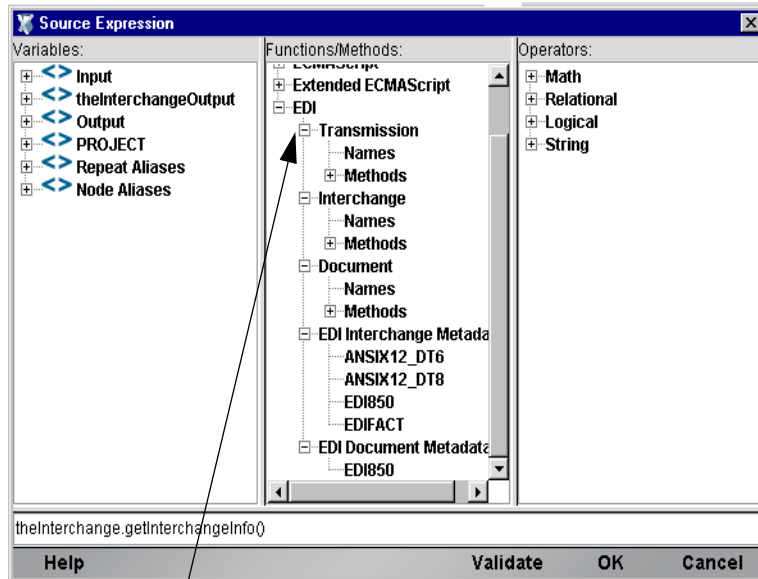 Source Expression
Variables:
Input
theInterchangeOutput
Output
PROJECT
Repeat Aliases
Node Aliases
Functions/Methods:
ECMAScript
Extended ECMAScript
EDI
Transmission
Names
Methods
Interchange
Names
Methods
Document
Names
Methods
EDI Interchange Metada
ANSIX12_DT6
ANSIX12_DT8
EDI850
EDIFACT
EDI Document Metadata
EDI850
Operators:
Math
Relational
Logical
String
theInterchange.getInterchangeInfo()
Help
Validate
OK
Cancel